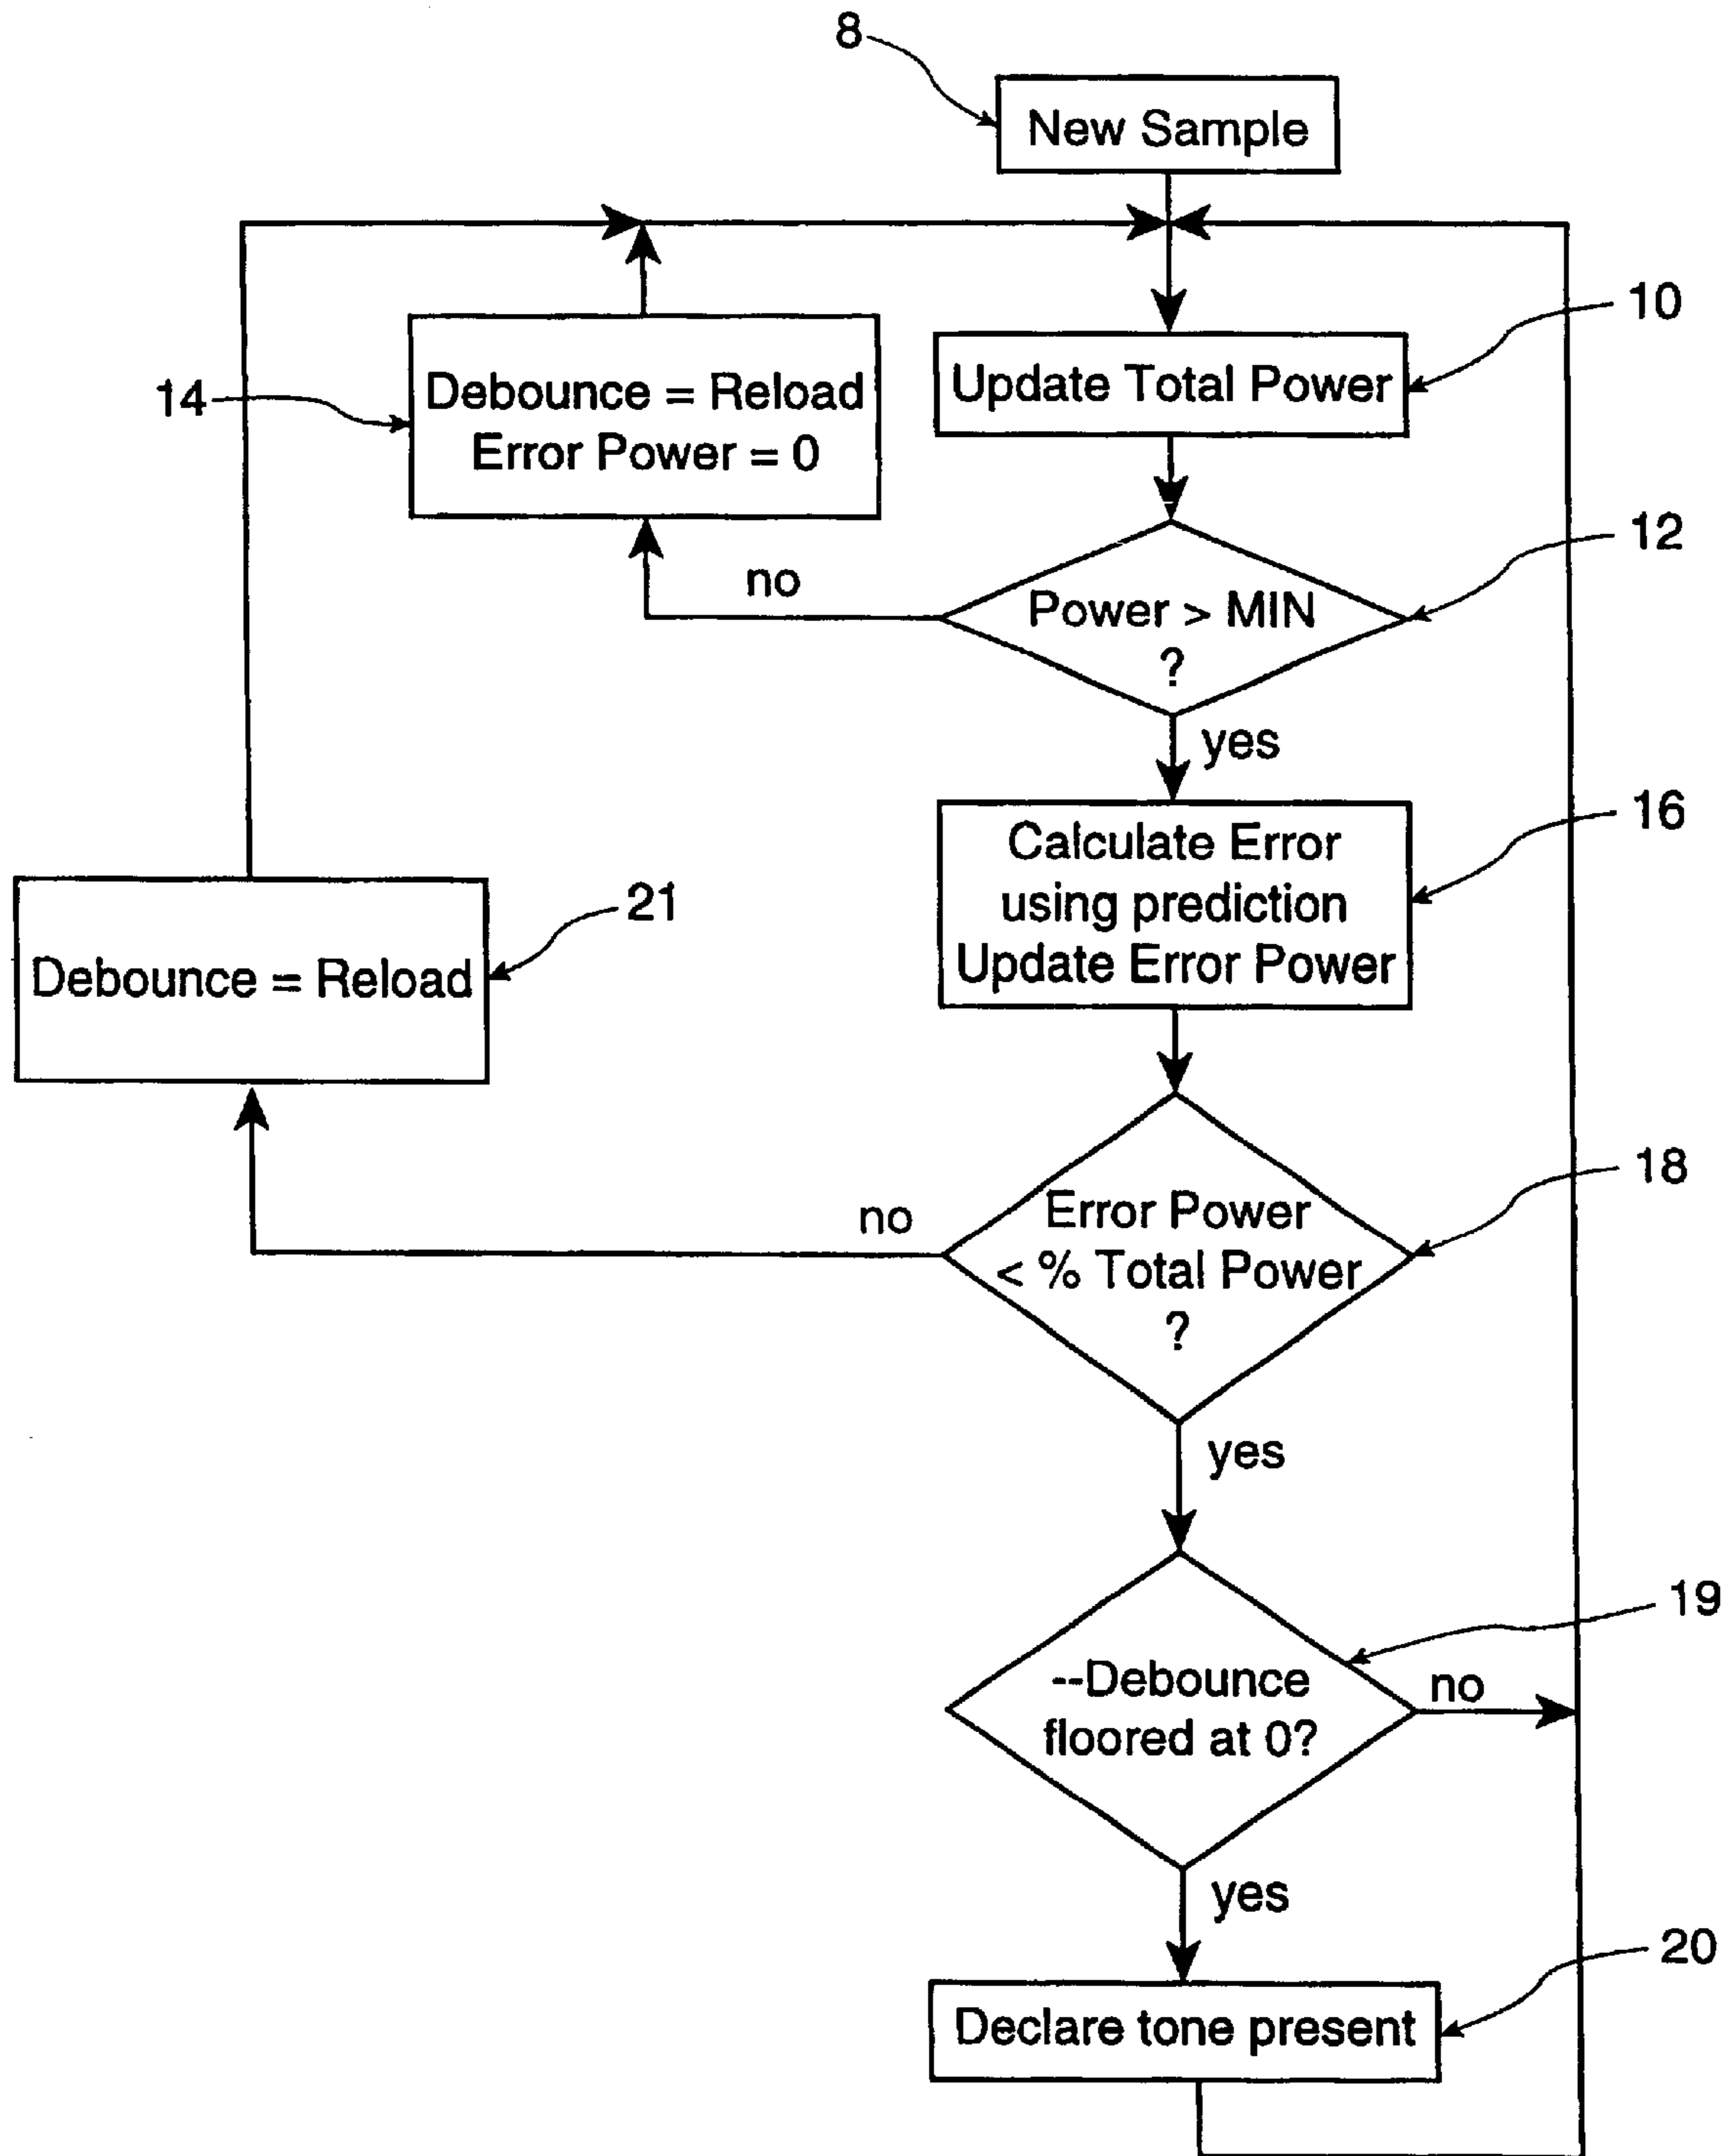 8
New Sample
10
Update Total Power
14
Debounce = Reload
Error Power = 0
12
no
Power > MIN
?
yes
16
Calculate Error
using prediction
Update Error Power
21
Debounce = Reload
18
no
Error Power
< % Total Power
?
yes
19
--Debounce
floored at 0?
no
yes
20
Declare tone present